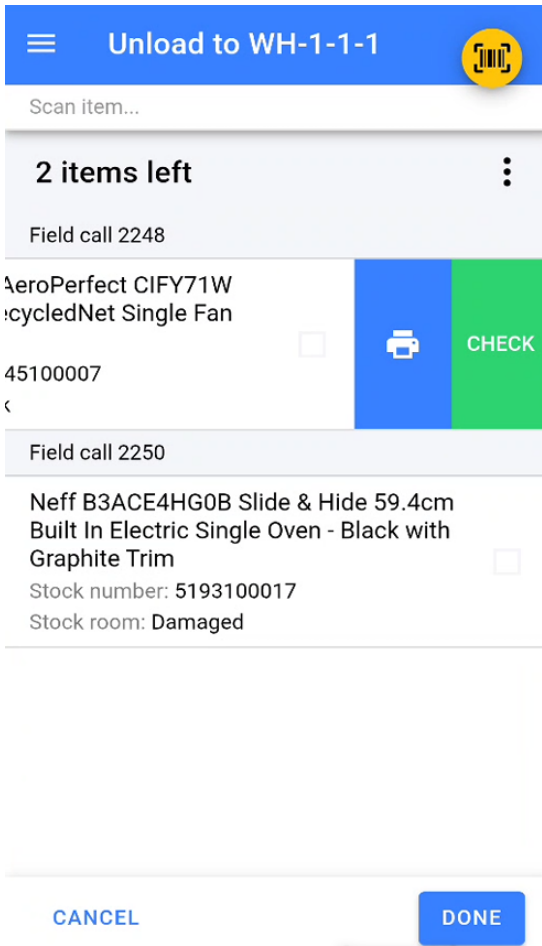 Unload to WH-1-1-1
Scan item...
2 items left
Field call 2248
AeroPerfect CIFY71W
ecycledNet Single Fan
45100007
k
CHECK
Field call 2250
Neff B3ACE4HG0B Slide & Hide 59.4cm
Built In Electric Single Oven - Black with
Graphite Trim
Stock number: 5193100017
Stock room: Damaged
CANCEL
DONE